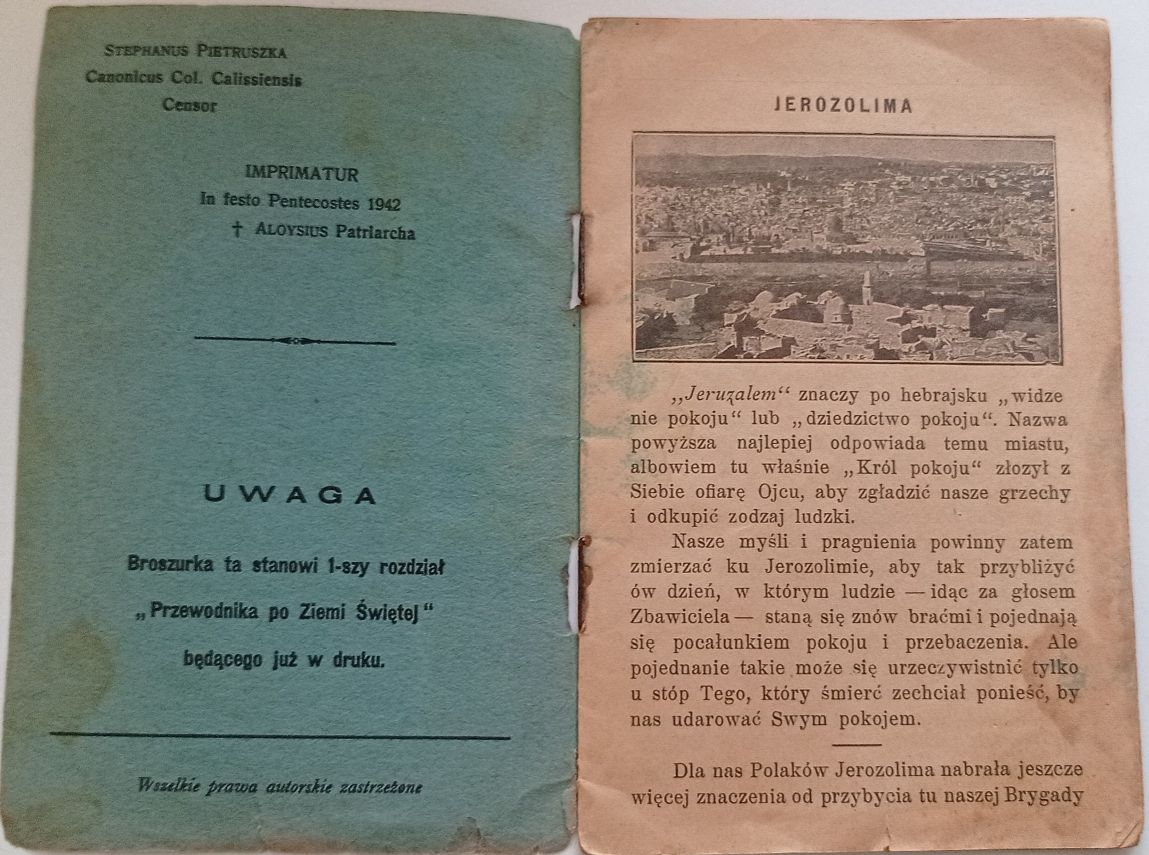 STEPHANUS PIETRUSZKA
Canonicus Col. Calissiensis
Censor
IMPRIMATUR
In festo Pentecostes 1942
† ALOYSIUS Patriarcha
UWAGA
Broszurka ta stanowi 1-szy rozdział
„Przewodnika po Ziemi Świętej"
będącego już w druku.
Wszelkie prawa autorskie zastrzeżone
JEROZOLIMA
„Jeruzalem“ znaczy po hebrajsku „widze
nie pokoju“ lub „dziedzictwo pokoju“. Nazwa
powyższa najlepiej odpowiada temu miastu,
albowiem tu właśnie „Król pokoju“ złozył z
Siebie ofiarę Ojcu, aby zgładzić nasze grzechy
i odkupić zodzaj ludzki.
Nasze myśli i pragnienia powinny zatem
zmierzać ku Jerozolimie, aby tak przybliżyć
ów dzień, w którym ludzie — idąc za głosem
Zbawiciela — staną się znów braćmi i pojednają
się pocałunkiem pokoju i przebaczenia. Ale
pojednanie takie może się urzeczywistnić tylko
u stóp Tego, który śmierć zechciał ponieść, by
nas udarować Swym pokojem.
Dla nas Polaków Jerozolima nabrała jeszcze
więcej znaczenia od przybycia tu naszej Brygady